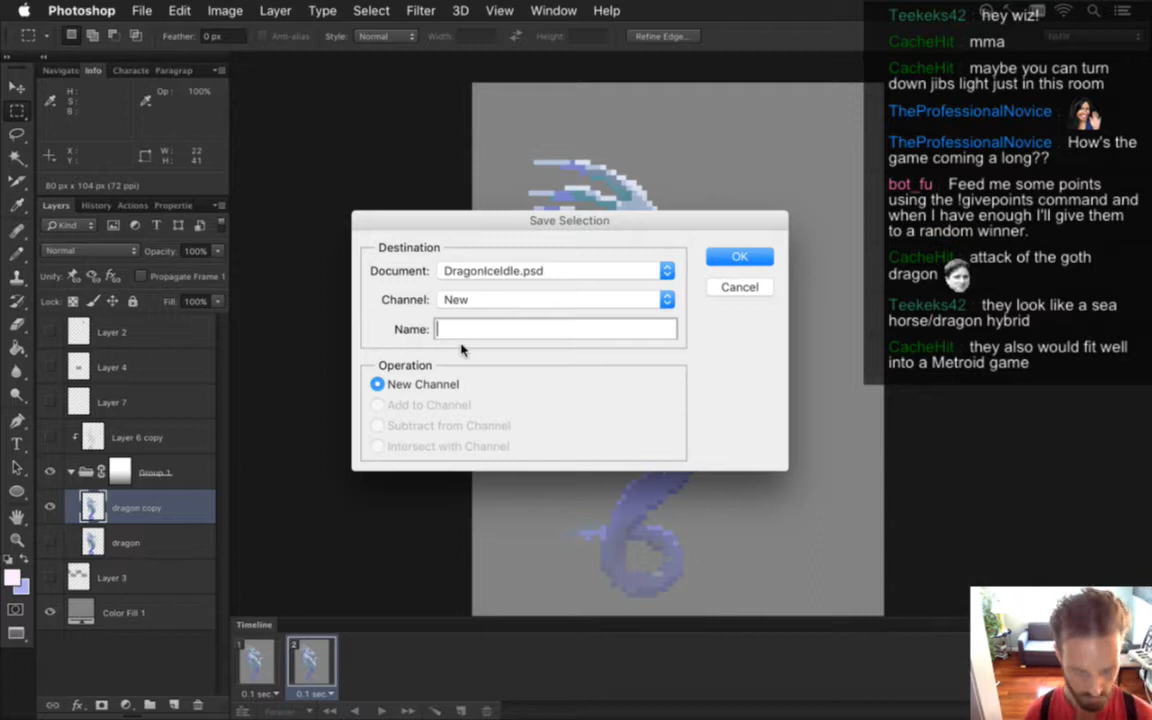 Photoshop File Edit Image Layer Type Select Filter 3D View Window Help
Feather: 0 px Anti-alias Style: Normal Width: Height: Refine Edge...
Navigate Info Characte Paragrap
H:
S:
B:
Op: 100%
X:
Y:
W: 22
H: 41
80 px x 104 px (72 ppi)
Layers History Actions Propertie
Kind
Normal Opacity: 100%
Unify: Propagate Frame 1
Lock: Fill: 100%
Layer 2
Layer 4
Layer 7
Layer 6 copy
Group 1
dragon copy
dragon
Layer 3
Color Fill 1
Save Selection
Destination
Document: DragonIceIdle.psd
Channel: New
Name:
Operation
New Channel
Add to Channel
Subtract from Channel
Intersect with Channel
OK
Cancel
Timeline
1 2
0.1 sec. 0.1 sec.
Forever
Teekeks42 : hey wiz!
CacheHit : mma
CacheHit : maybe you can turn
down jibs light just in this room
TheProfessionalNovice :
TheProfessionalNovice : How's the
game coming a long??
bot_fu : Feed me some points
using the !givepoints command and
when I have enough I'll give them
to a random winner.
CacheHit : attack of the goth
dragon
Teekeks42 : they look like a sea
horse/dragon hybrid
CacheHit : they also would fit well
into a Metroid game